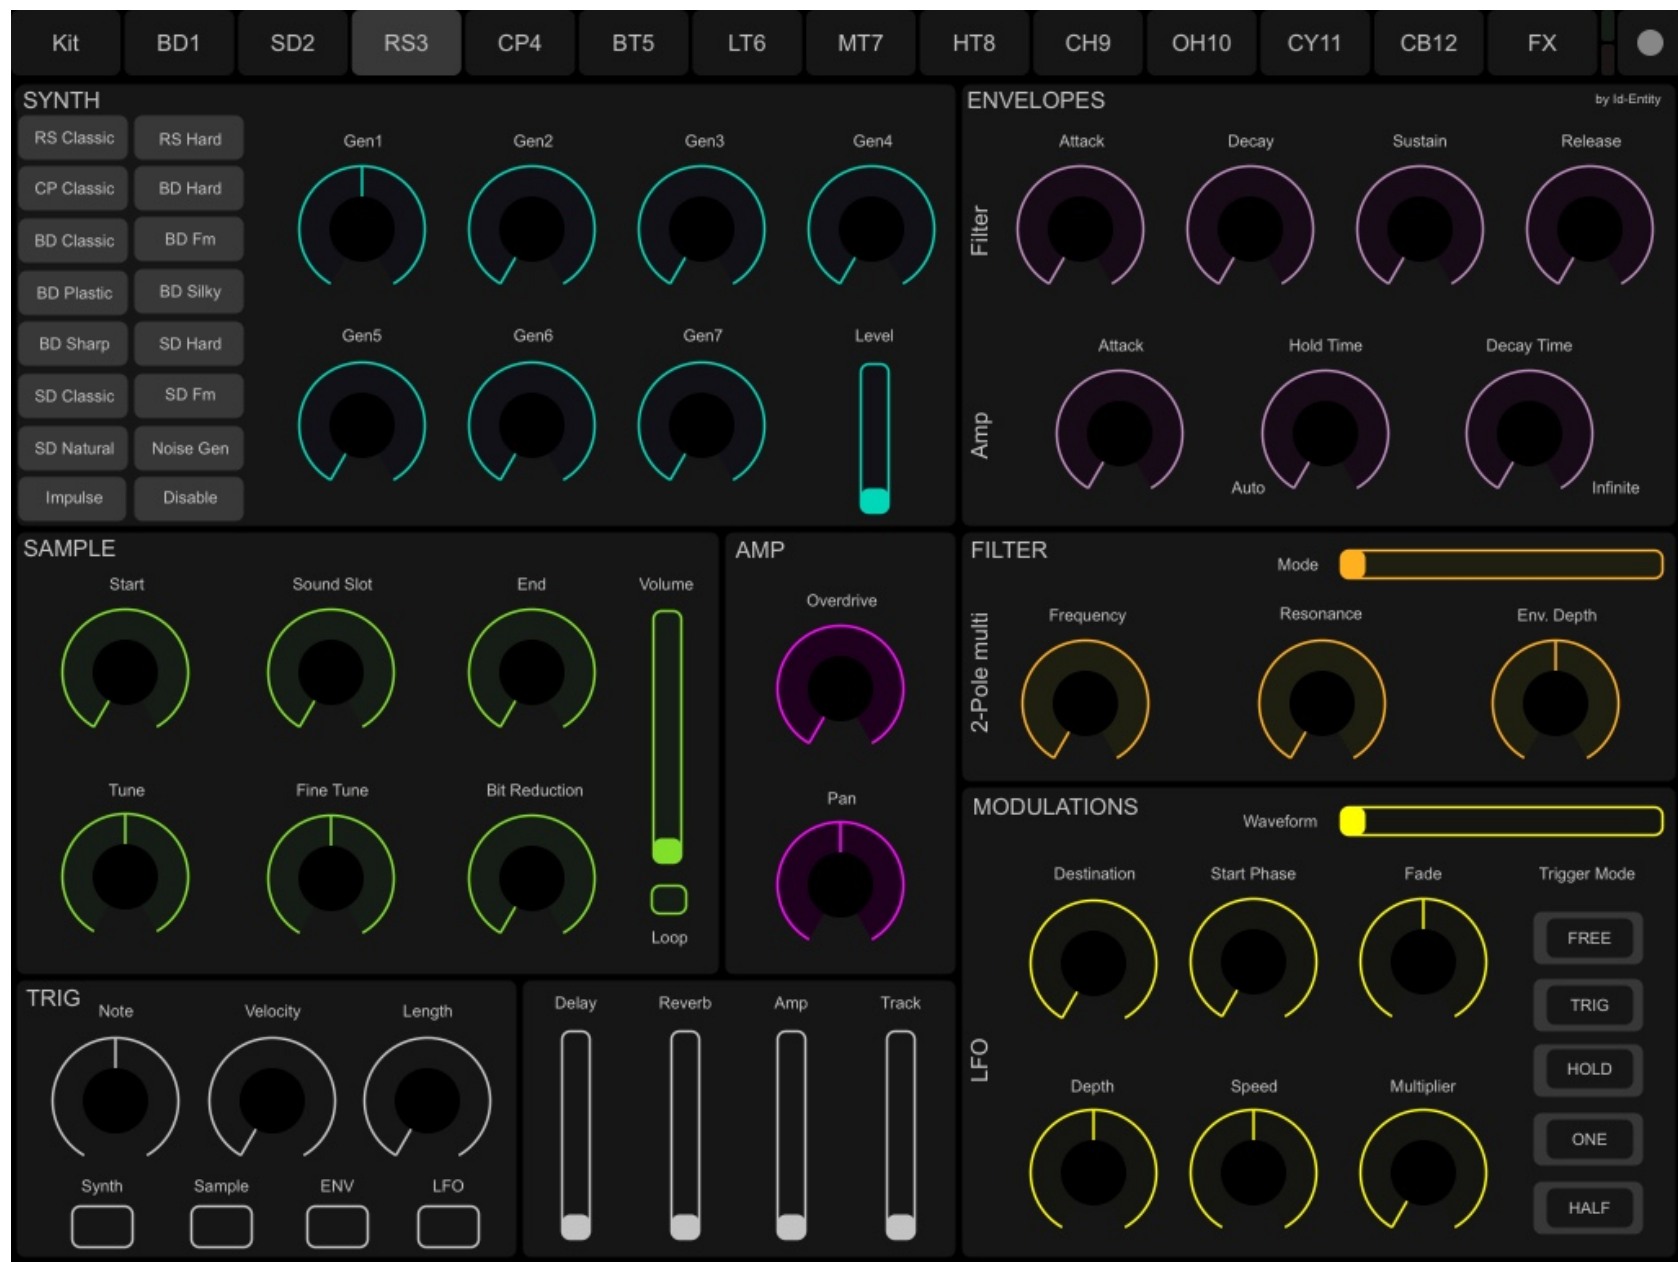 Kit BD1 SD2 RS3 CP4 BT5 LT6 MT7 HT8 CH9 OH10 CY11 CB12 FX
SYNTH
RS Classic RS Hard
CP Classic BD Hard
BD Classic BD Fm
BD Plastic BD Silky
BD Sharp SD Hard
SD Classic SD Fm
SD Natural Noise Gen
Impulse Disable
Gen1 Gen2 Gen3 Gen4
Gen5 Gen6 Gen7 Level
ENVELOPES
by Id-Entity
Filter
Attack Decay Sustain Release
Amp
Attack Hold Time Decay Time
Auto Infinite
SAMPLE
Start Sound Slot End Volume
Tune Fine Tune Bit Reduction
Loop
AMP
Overdrive
Pan
FILTER
Mode
2-Pole multi
Frequency Resonance Env. Depth
MODULATIONS
Waveform
LFO
Destination Start Phase Fade Trigger Mode
Depth Speed Multiplier
FREE
TRIG
HOLD
ONE
HALF
TRIG
Note Velocity Length
Synth Sample ENV LFO
Delay Reverb Amp Track